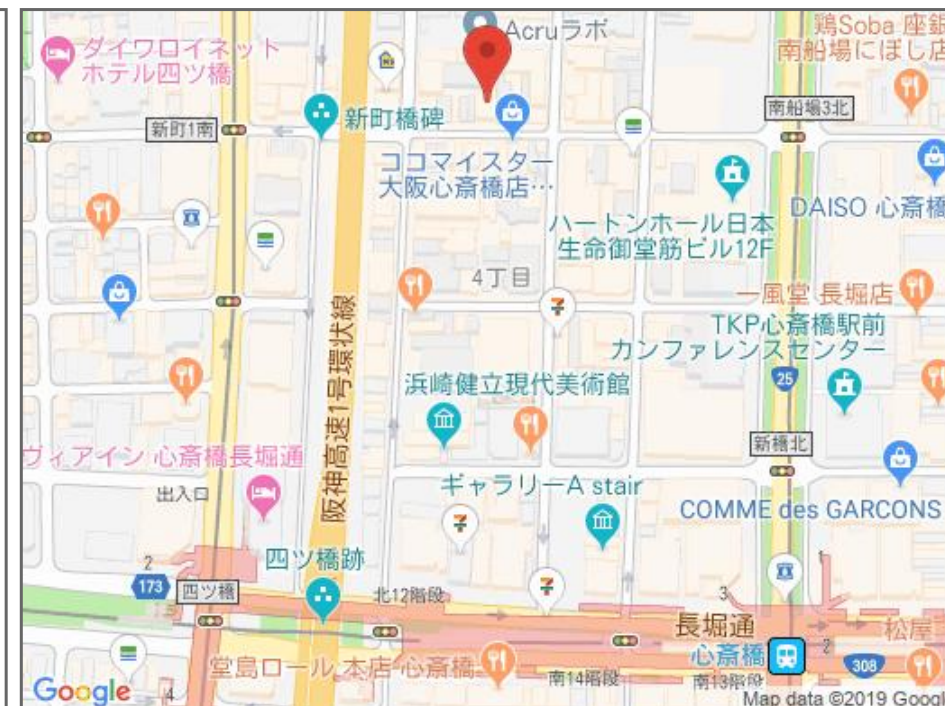 Acruラボ
鶏Soba 座銀
南船場にぼし店
ダイワロイネット
ホテル四ツ橋
新町1南
新町橋碑
南船場3北
ココマイスター
大阪心斎橋店…
ハートンホール日本
生命御堂筋ビル12F
DAISO 心斎橋
4丁目
一風堂 長堀店
阪神高速1号環状線
TKP心斎橋駅前
カンファレンスセンター
25
浜崎健立現代美術館
新橋北
ヴィアイン 心斎橋長堀通
出入口
ギャラリーA stair
COMME des GARCONS
2
173
四ツ橋
四ツ橋跡
北12階段
3
1
長堀通
松屋
心斎橋
2
308
堂島ロール 本店 心斎橋
南14階段
南13階段
4
Google
Map data ©2019 Googl